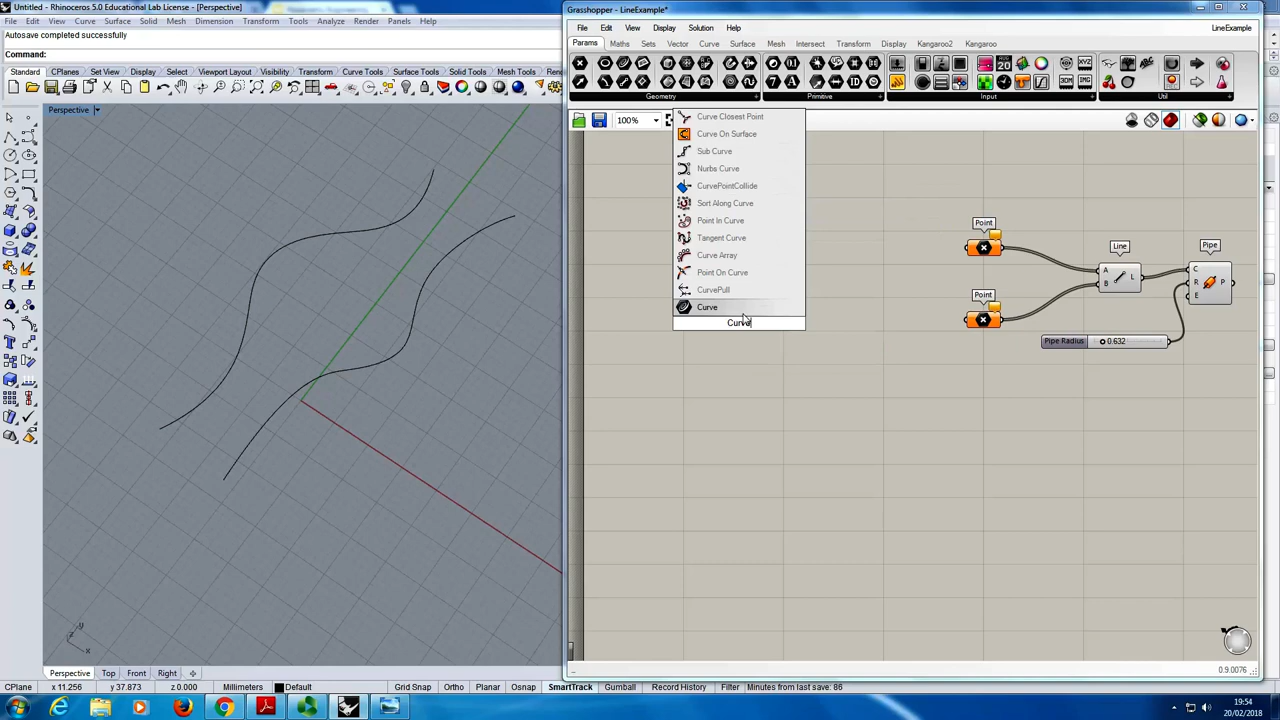 Untitled - Rhinoceros 5.0 Educational Lab License - [Perspective]
File Edit View Curve Surface Solid Mesh Dimension Transform Tools Analyze Render Panels Help
Autosave completed successfully
Command:
Standard CPlanes Set View Display Select Viewport Layout Visibility Transform Curve Tools Surface Tools Solid Tools Mesh Tools
Perspective
y
z
x
Perspective Top Front Right
CPlane x 11.256 y 37.873 z 0.000 Millimeters Default Grid Snap Ortho Planar Osnap SmartTrack Gumball Record History Filter Minutes from last save: 86
Grasshopper - LineExample*
File Edit View Display Solution Help LineExample
Params Maths Sets Vector Curve Surface Mesh Intersect Transform Display Kangaroo2 Kangaroo
Geometry Primitive Input Util
100%
Curve Closest Point
Curve On Surface
Sub Curve
Nurbs Curve
CurvePointCollide
Sort Along Curve
Point In Curve
Tangent Curve
Curve Array
Point On Curve
CurvePull
Curve
Curve
Point
Point
Line
A
B
L
Pipe
C
R
E
P
Pipe Radius 0.632
0.9.0076
19:54
20/02/2018